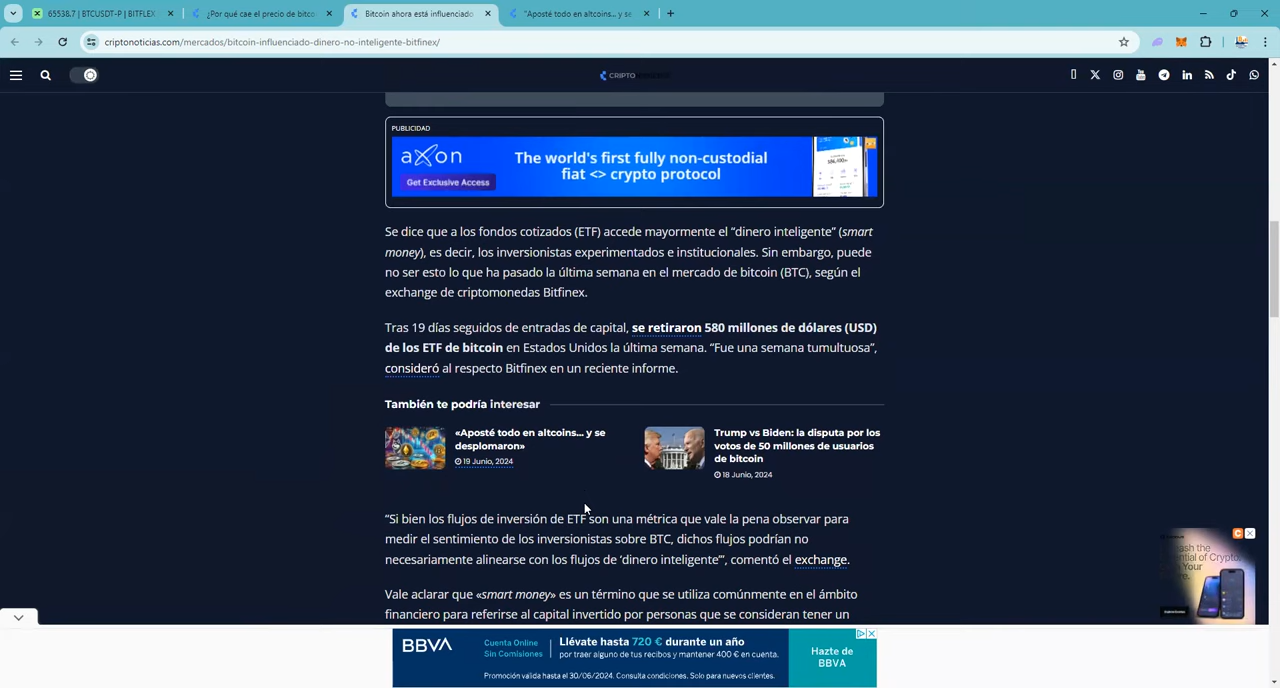 65538.7 | BTCUSDT-P | BITFLEX
¿Por qué cae el precio de bitco
Bitcoin ahora está influenciado
"Aposté todo en altcoins... y se
criptonoticias.com/mercados/bitcoin-influenciado-dinero-no-inteligente-bitfinex/
CRIPTO
PUBLICIDAD
axon
Get Exclusive Access
The world's first fully non-custodial
fiat <> crypto protocol
Se dice que a los fondos cotizados (ETF) accede mayormente el “dinero inteligente” (smart
money), es decir, los inversionistas experimentados e institucionales. Sin embargo, puede
no ser esto lo que ha pasado la última semana en el mercado de bitcoin (BTC), según el
exchange de criptomonedas Bitfinex.
Tras 19 días seguidos de entradas de capital, se retiraron 580 millones de dólares (USD)
de los ETF de bitcoin en Estados Unidos la última semana. “Fue una semana tumultuosa”,
consideró al respecto Bitfinex en un reciente informe.
También te podría interesar
«Aposté todo en altcoins... y se
desplomaron»
19 Junio, 2024
Trump vs Biden: la disputa por los
votos de 50 millones de usuarios
de bitcoin
18 Junio, 2024
“Si bien los flujos de inversión de ETF son una métrica que vale la pena observar para
medir el sentimiento de los inversionistas sobre BTC, dichos flujos podrían no
necesariamente alinearse con los flujos de ‘dinero inteligente’”, comentó el exchange.
Vale aclarar que «smart money» es un término que se utiliza comúnmente en el ámbito
financiero para referirse al capital invertido por personas que se consideran tener un
BBVA
Cuenta Online
Sin Comisiones
Llévate hasta 720 € durante un año
por traer alguno de tus recibos y mantener 400 € en cuenta.
Promoción válida hasta el 30/06/2024. Consulta condiciones. Solo para nuevos clientes.
Hazte de
BBVA